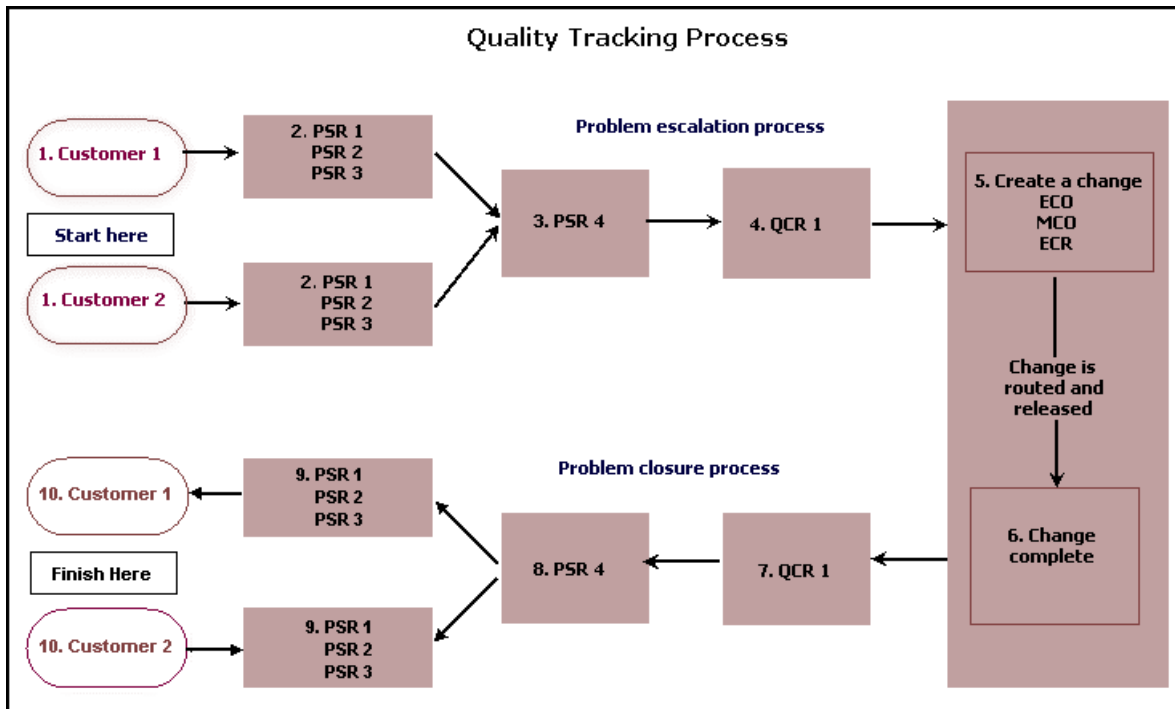 Quality Tracking Process
Problem escalation process
1. Customer 1
2. PSR 1
PSR 2
PSR 3
Start here
1. Customer 2
2. PSR 1
PSR 2
PSR 3
3. PSR 4
4. QCR 1
5. Create a change
ECO
MCO
ECR
Change is
routed and
released
6. Change
complete
Problem closure process
7. QCR 1
8. PSR 4
9. PSR 1
PSR 2
PSR 3
10. Customer 1
Finish Here
9. PSR 1
PSR 2
PSR 3
10. Customer 2